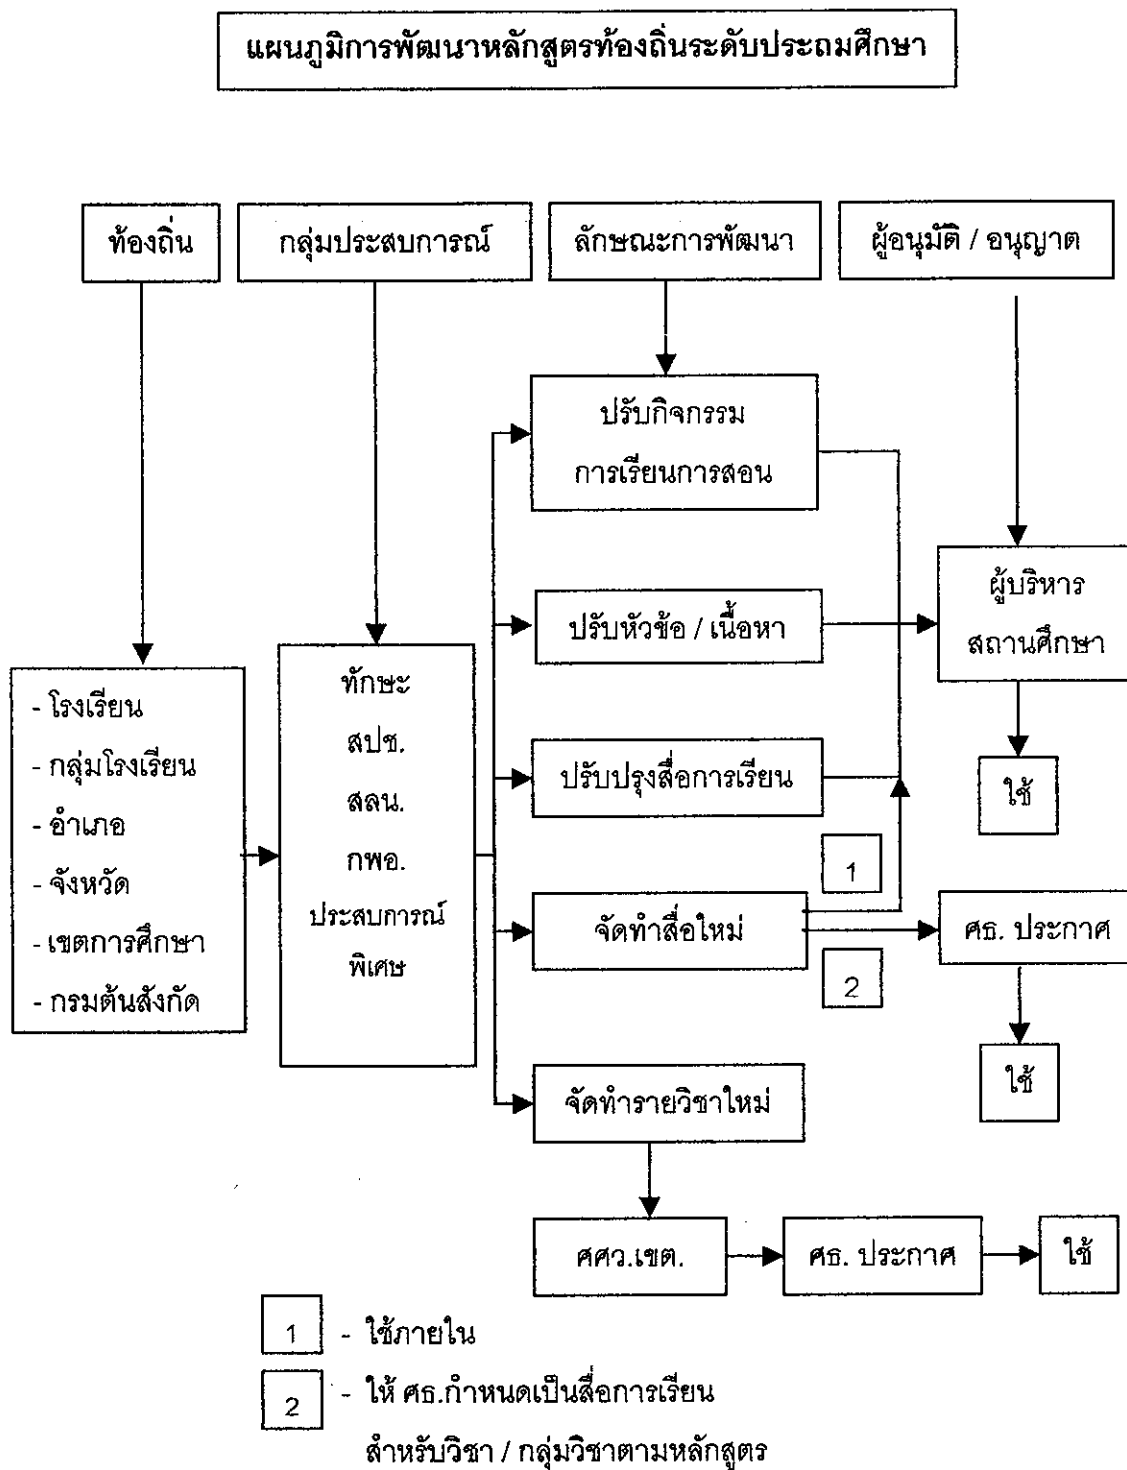 แผนภูมิการพัฒนาหลักสูตรท้องถิ่นระดับประถมศึกษา
ท้องถิ่น
กลุ่มประสบการณ์
ลักษณะการพัฒนา
ผู้อนุมัติ / อนุญาต
ปรับกิจกรรม
การเรียนการสอน
ปรับหัวข้อ / เนื้อหา
ผู้บริหาร
สถานศึกษา
- โรงเรียน
- กลุ่มโรงเรียน
- อำเภอ
- จังหวัด
- เขตการศึกษา
- กรมต้นสังกัด
ทักษะ
สปช.
สลน.
กพอ.
ประสบการณ์
พิเศษ
ปรับปรุงสื่อการเรียน
ใช้
1
จัดทำสื่อใหม่
2
ศธ. ประกาศ
ใช้
จัดทำรายวิชาใหม่
ศศว.เขต.
ศธ. ประกาศ
ใช้
1 - ใช้ภายใน
2 - ให้ ศธ.กำหนดเป็นสื่อการเรียน
สำหรับวิชา / กลุ่มวิชาตามหลักสูตร